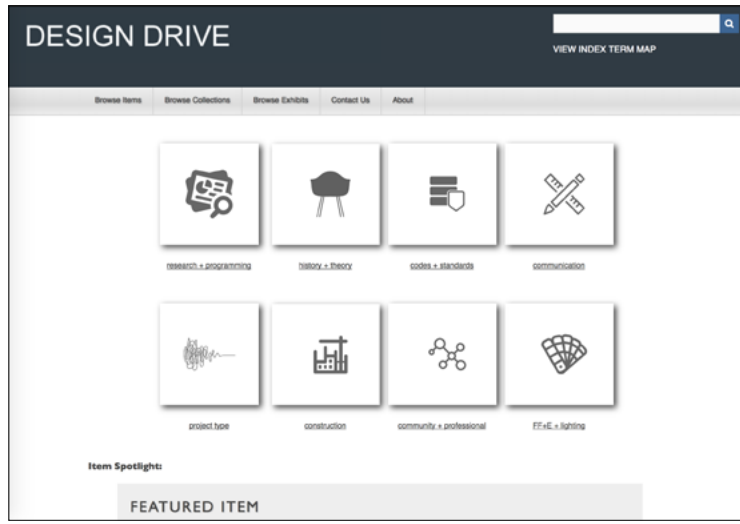 DESIGN DRIVE
VIEW INDEX TERM MAP
Browse Items Browse Collections Browse Exhibits Contact Us About
research + programming history + theory codes + standards communication
project type construction community + professional FF+E + lighting
Item Spotlight:
FEATURED ITEM